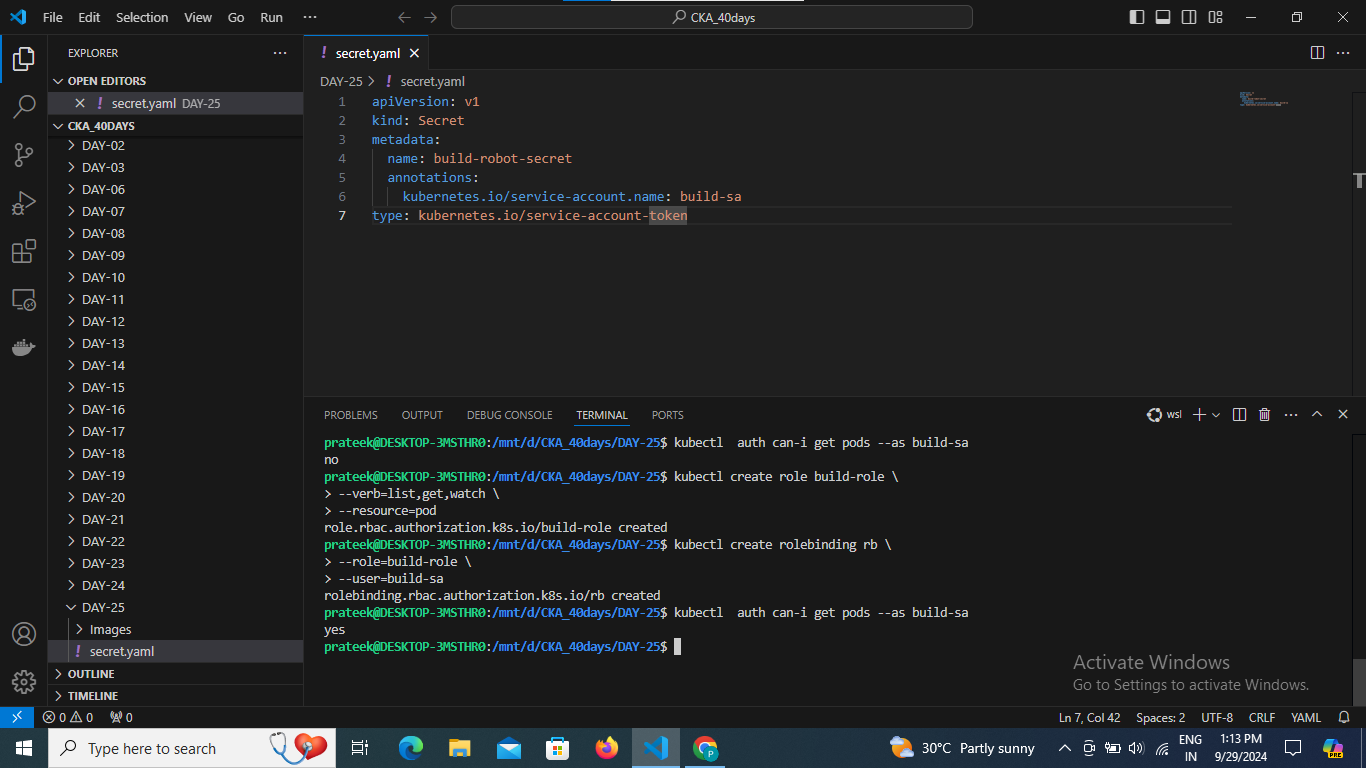 File Edit Selection View Go Run ···
CKA_40days
EXPLORER
OPEN EDITORS
secret.yaml DAY-25
CKA_40DAYS
DAY-02
DAY-03
DAY-06
DAY-07
DAY-08
DAY-09
DAY-10
DAY-11
DAY-12
DAY-13
DAY-14
DAY-15
DAY-16
DAY-17
DAY-18
DAY-19
DAY-20
DAY-21
DAY-22
DAY-23
DAY-24
DAY-25
Images
secret.yaml
OUTLINE
TIMELINE
! secret.yaml
DAY-25 > ! secret.yaml
1 apiVersion: v1
2 kind: Secret
3 metadata:
4 name: build-robot-secret
5 annotations:
6 kubernetes.io/service-account.name: build-sa
7 type: kubernetes.io/service-account-token
PROBLEMS OUTPUT DEBUG CONSOLE TERMINAL PORTS
wsl
prateek@DESKTOP-3MSTHR0:/mnt/d/CKA_40days/DAY-25$ kubectl  auth can-i get pods --as build-sa
no
prateek@DESKTOP-3MSTHR0:/mnt/d/CKA_40days/DAY-25$ kubectl create role build-role \
> --verb=list,get,watch \
> --resource=pod
role.rbac.authorization.k8s.io/build-role created
prateek@DESKTOP-3MSTHR0:/mnt/d/CKA_40days/DAY-25$ kubectl create rolebinding rb \
> --role=build-role \
> --user=build-sa
rolebinding.rbac.authorization.k8s.io/rb created
prateek@DESKTOP-3MSTHR0:/mnt/d/CKA_40days/DAY-25$ kubectl  auth can-i get pods --as build-sa
yes
prateek@DESKTOP-3MSTHR0:/mnt/d/CKA_40days/DAY-25$
Activate Windows
Go to Settings to activate Windows.
0 0 0
Ln 7, Col 42 Spaces: 2 UTF-8 CRLF YAML
Type here to search
30°C Partly sunny
ENG
IN
1:13 PM
9/29/2024
PRE